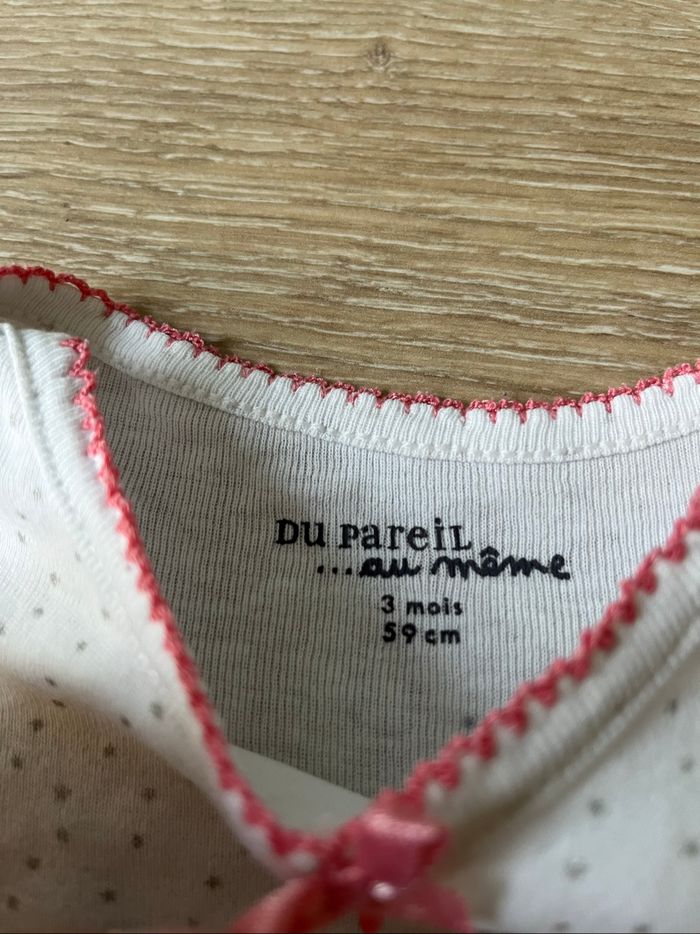 Du Pareil
...au même
3 mois
59 cm